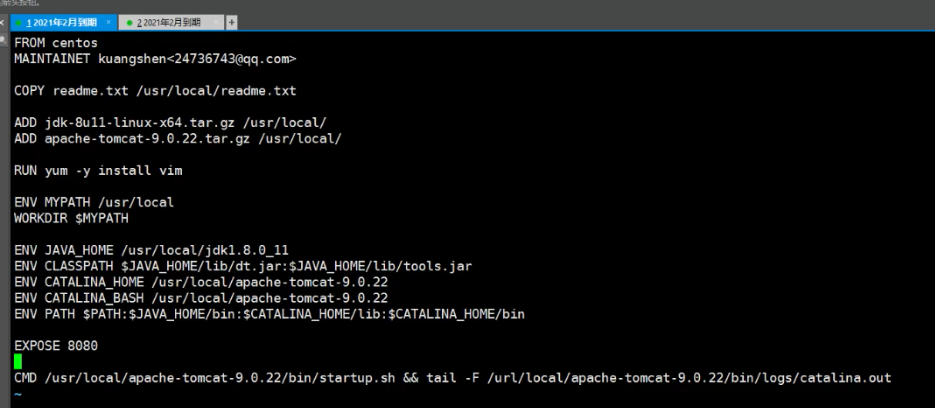 1 2021年2月到期 × 2 2021年2月到期 × +
FROM centos
MAINTAINET kuangshen<24736743@qq.com>
COPY readme.txt /usr/local/readme.txt
ADD jdk-8u11-linux-x64.tar.gz /usr/local/
ADD apache-tomcat-9.0.22.tar.gz /usr/local/
RUN yum -y install vim
ENV MYPATH /usr/local
WORKDIR $MYPATH
ENV JAVA_HOME /usr/local/jdk1.8.0_11
ENV CLASSPATH $JAVA_HOME/lib/dt.jar:$JAVA_HOME/lib/tools.jar
ENV CATALINA_HOME /usr/local/apache-tomcat-9.0.22
ENV CATALINA_BASH /usr/local/apache-tomcat-9.0.22
ENV PATH $PATH:$JAVA_HOME/bin:$CATALINA_HOME/lib:$CATALINA_HOME/bin
EXPOSE 8080
CMD /usr/local/apache-tomcat-9.0.22/bin/startup.sh && tail -F /url/local/apache-tomcat-9.0.22/bin/logs/catalina.out
~